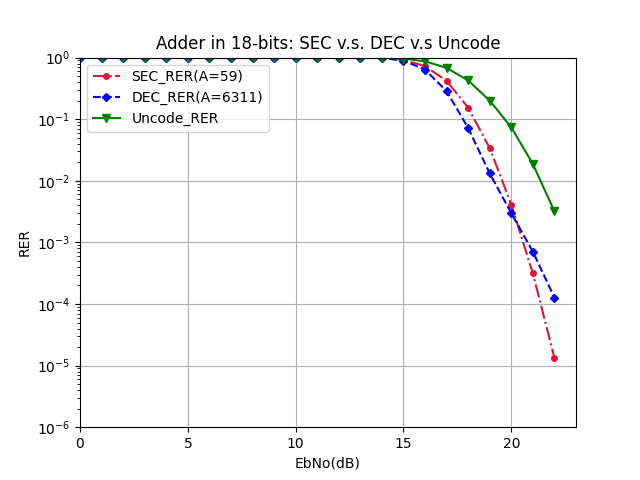 Adder in 18-bits: SEC v.s. DEC v.s Uncode
SEC_RER(A=59)
DEC_RER(A=6311)
Uncode_RER
RER
10^0
10^-1
10^-2
10^-3
10^-4
10^-5
10^-6
0 5 10 15 20
EbNo(dB)